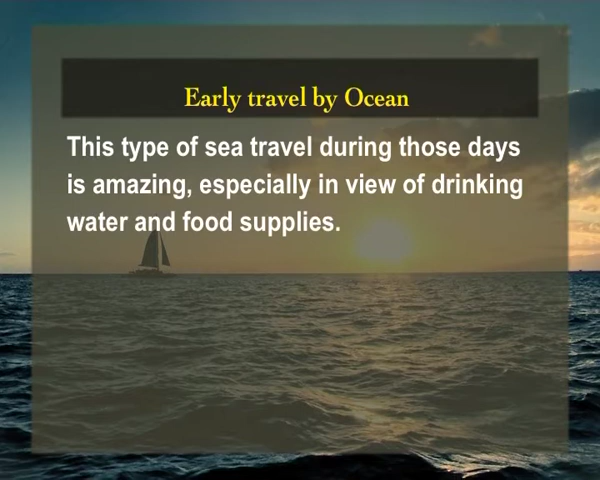 Early travel by Ocean
This type of sea travel during those days
is amazing, especially in view of drinking
water and food supplies.